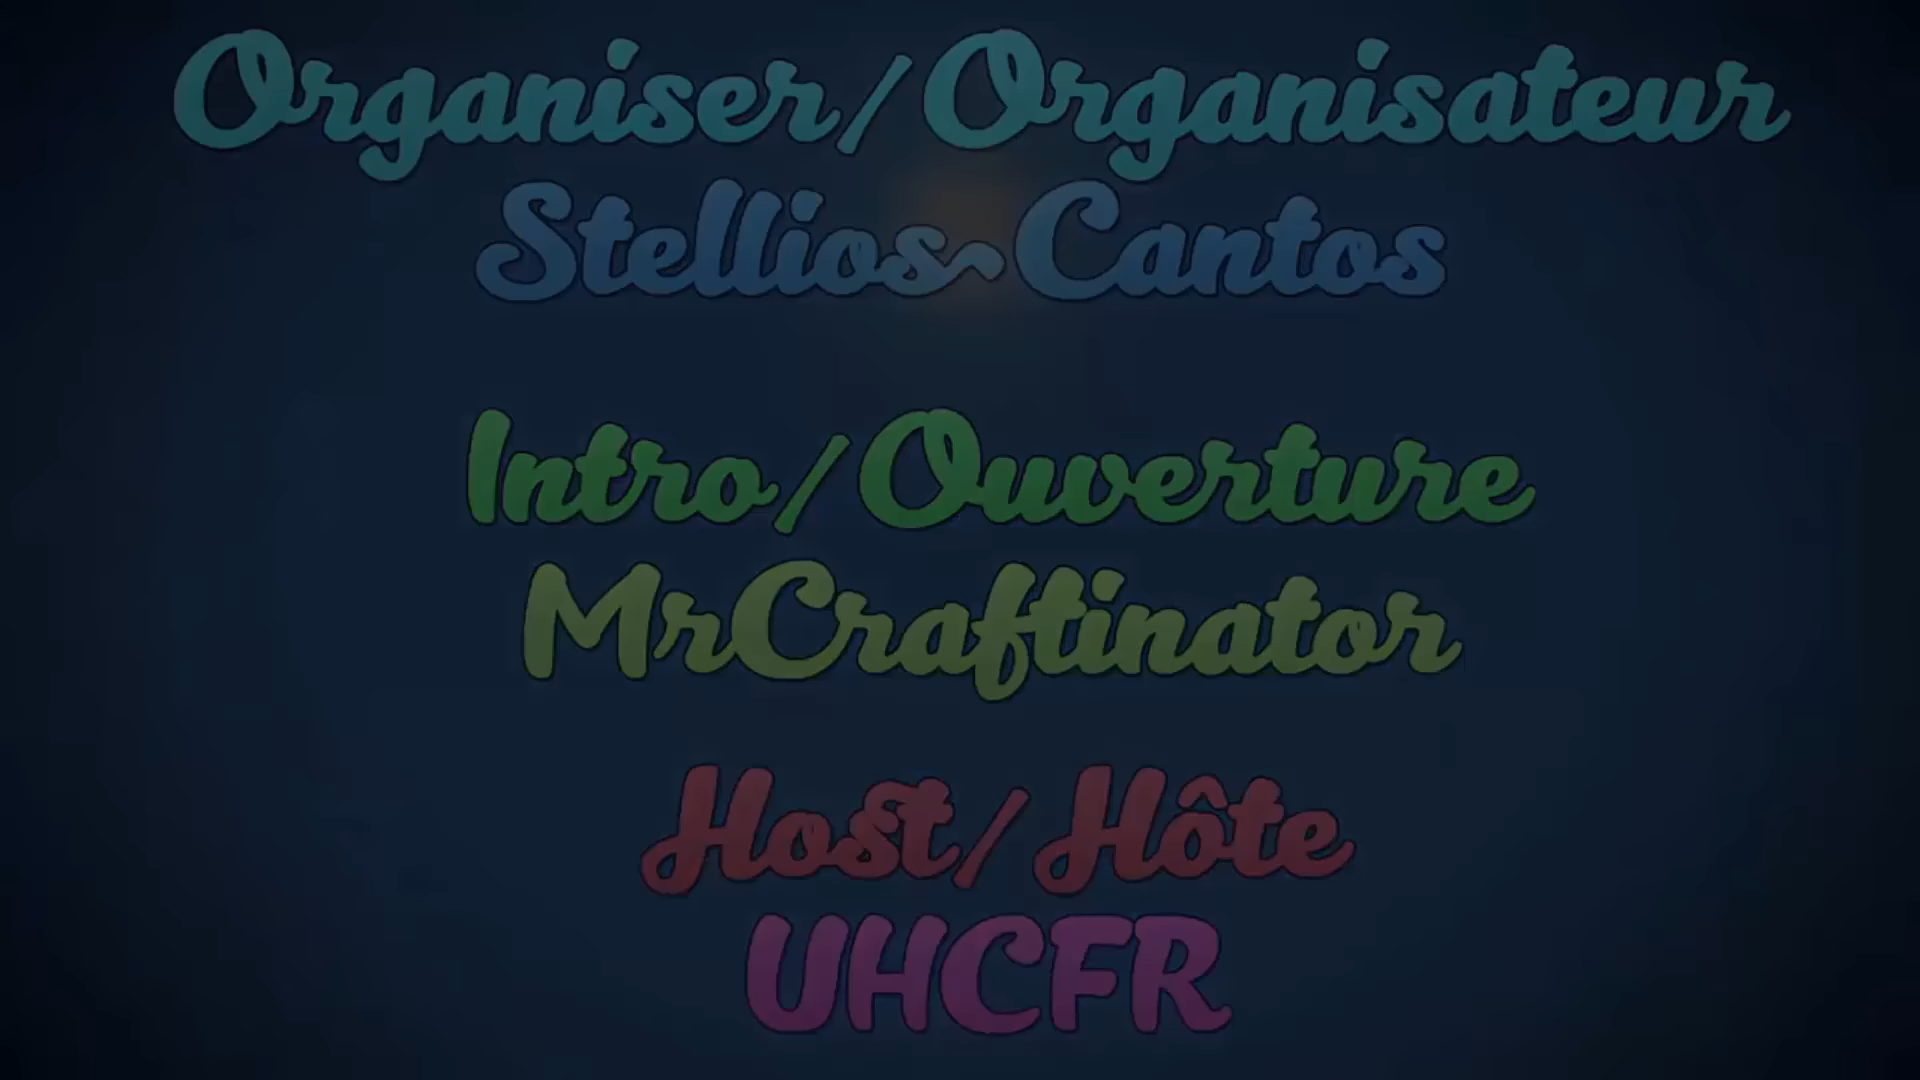 Organiser/Organisateur
Stellios-Cantos
Intro/Ouverture
MrCraftinator
Host/Hôte
UHCFR